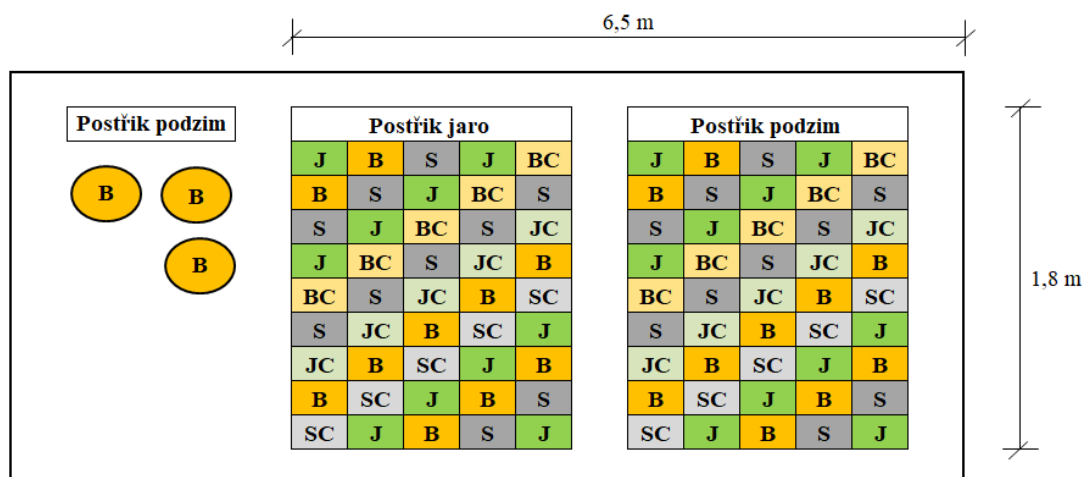 6,5 m
Postřik podzim
Postřik jaro
Postřik podzim
J B S J BC J B S J BC
B S J BC S B S J BC S
B B
S J BC S JC S J BC S JC
J BC S JC B J BC S JC B
B
BC S JC B SC BC S JC B SC
1,8 m
S JC B SC J S JC B SC J
JC B SC J B JC B SC J B
B SC J B S B SC J B S
SC J B S J SC J B S J